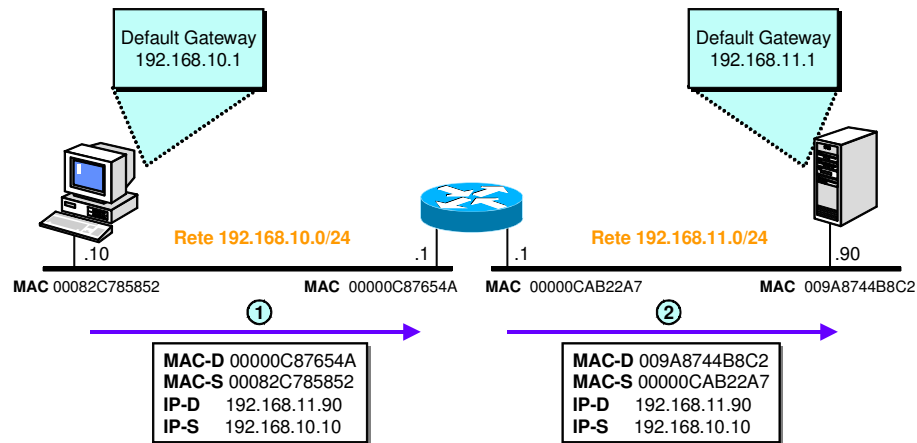 Default Gateway
192.168.10.1
Default Gateway
192.168.11.1
Rete 192.168.10.0/24
Rete 192.168.11.0/24
.10
.1
.1
.90
MAC 00082C785852
MAC 00000C87654A
MAC 00000CAB22A7
MAC 009A8744B8C2
1
2
MAC-D 00000C87654A
MAC-S 00082C785852
IP-D 192.168.11.90
IP-S 192.168.10.10
MAC-D 009A8744B8C2
MAC-S 00000CAB22A7
IP-D 192.168.11.90
IP-S 192.168.10.10